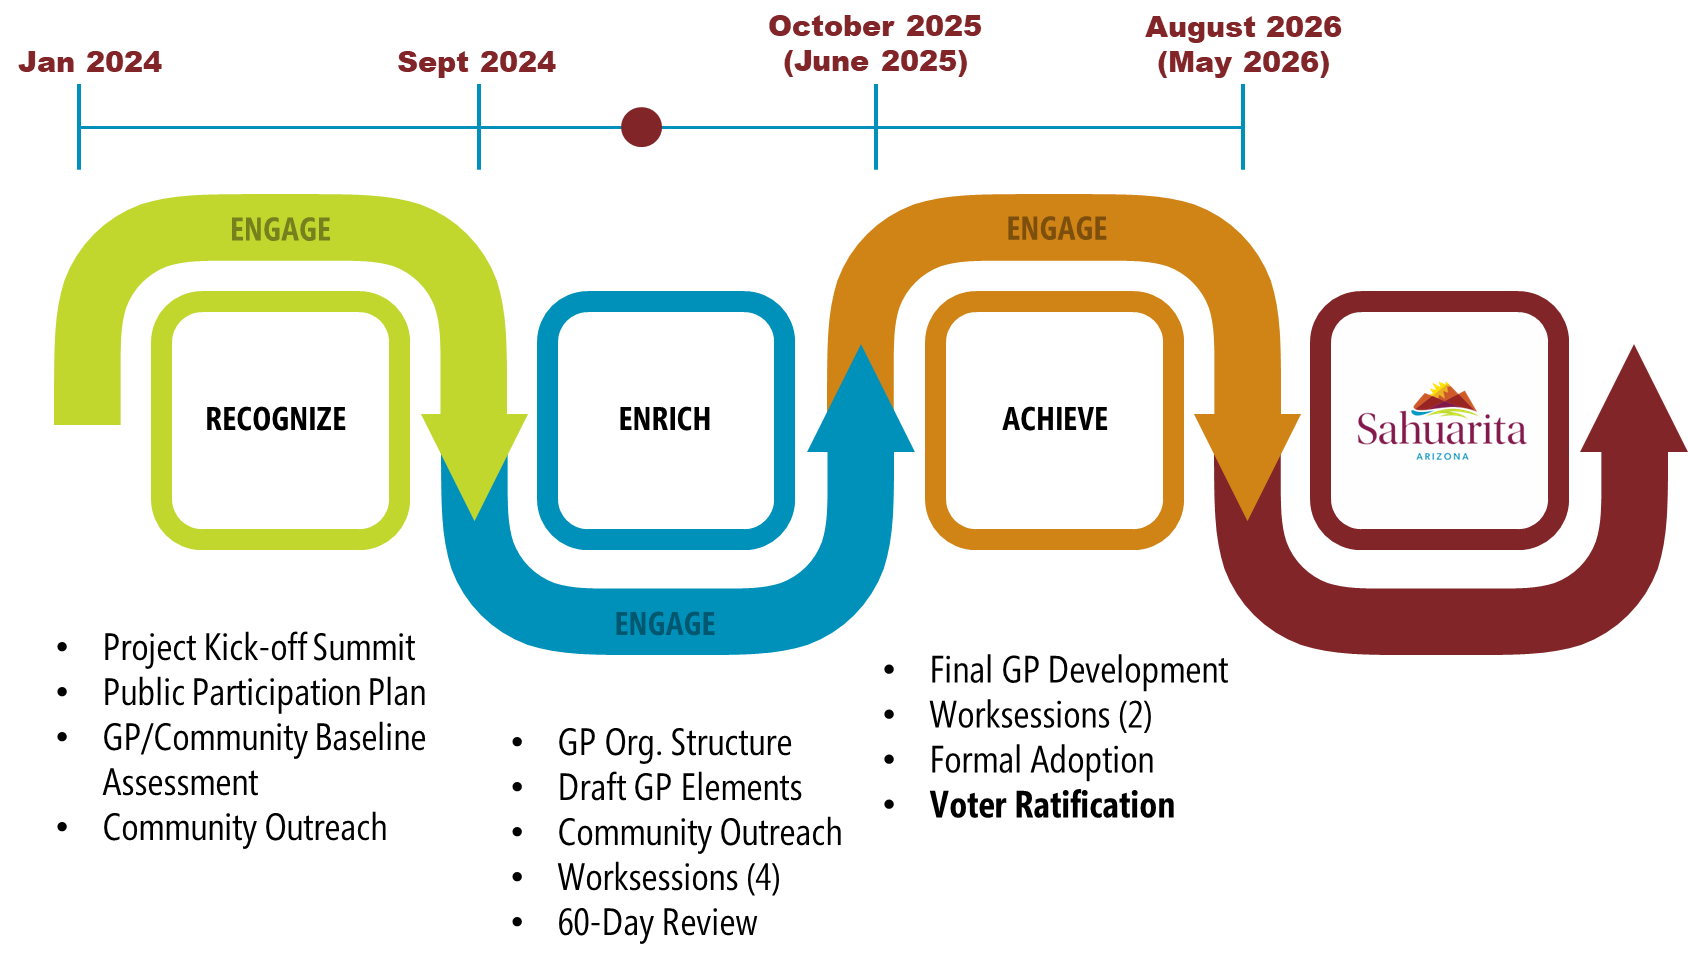 Jan 2024
Sept 2024
October 2025
(June 2025)
August 2026
(May 2026)
ENGAGE
ENGAGE
RECOGNIZE
ENRICH
ACHIEVE
Sahuarita
ARIZONA
ENGAGE
• Project Kick-off Summit
• Public Participation Plan
• GP/Community Baseline
Assessment
• Community Outreach
• GP Org. Structure
• Draft GP Elements
• Community Outreach
• Worksessions (4)
• 60-Day Review
• Final GP Development
• Worksessions (2)
• Formal Adoption
• Voter Ratification